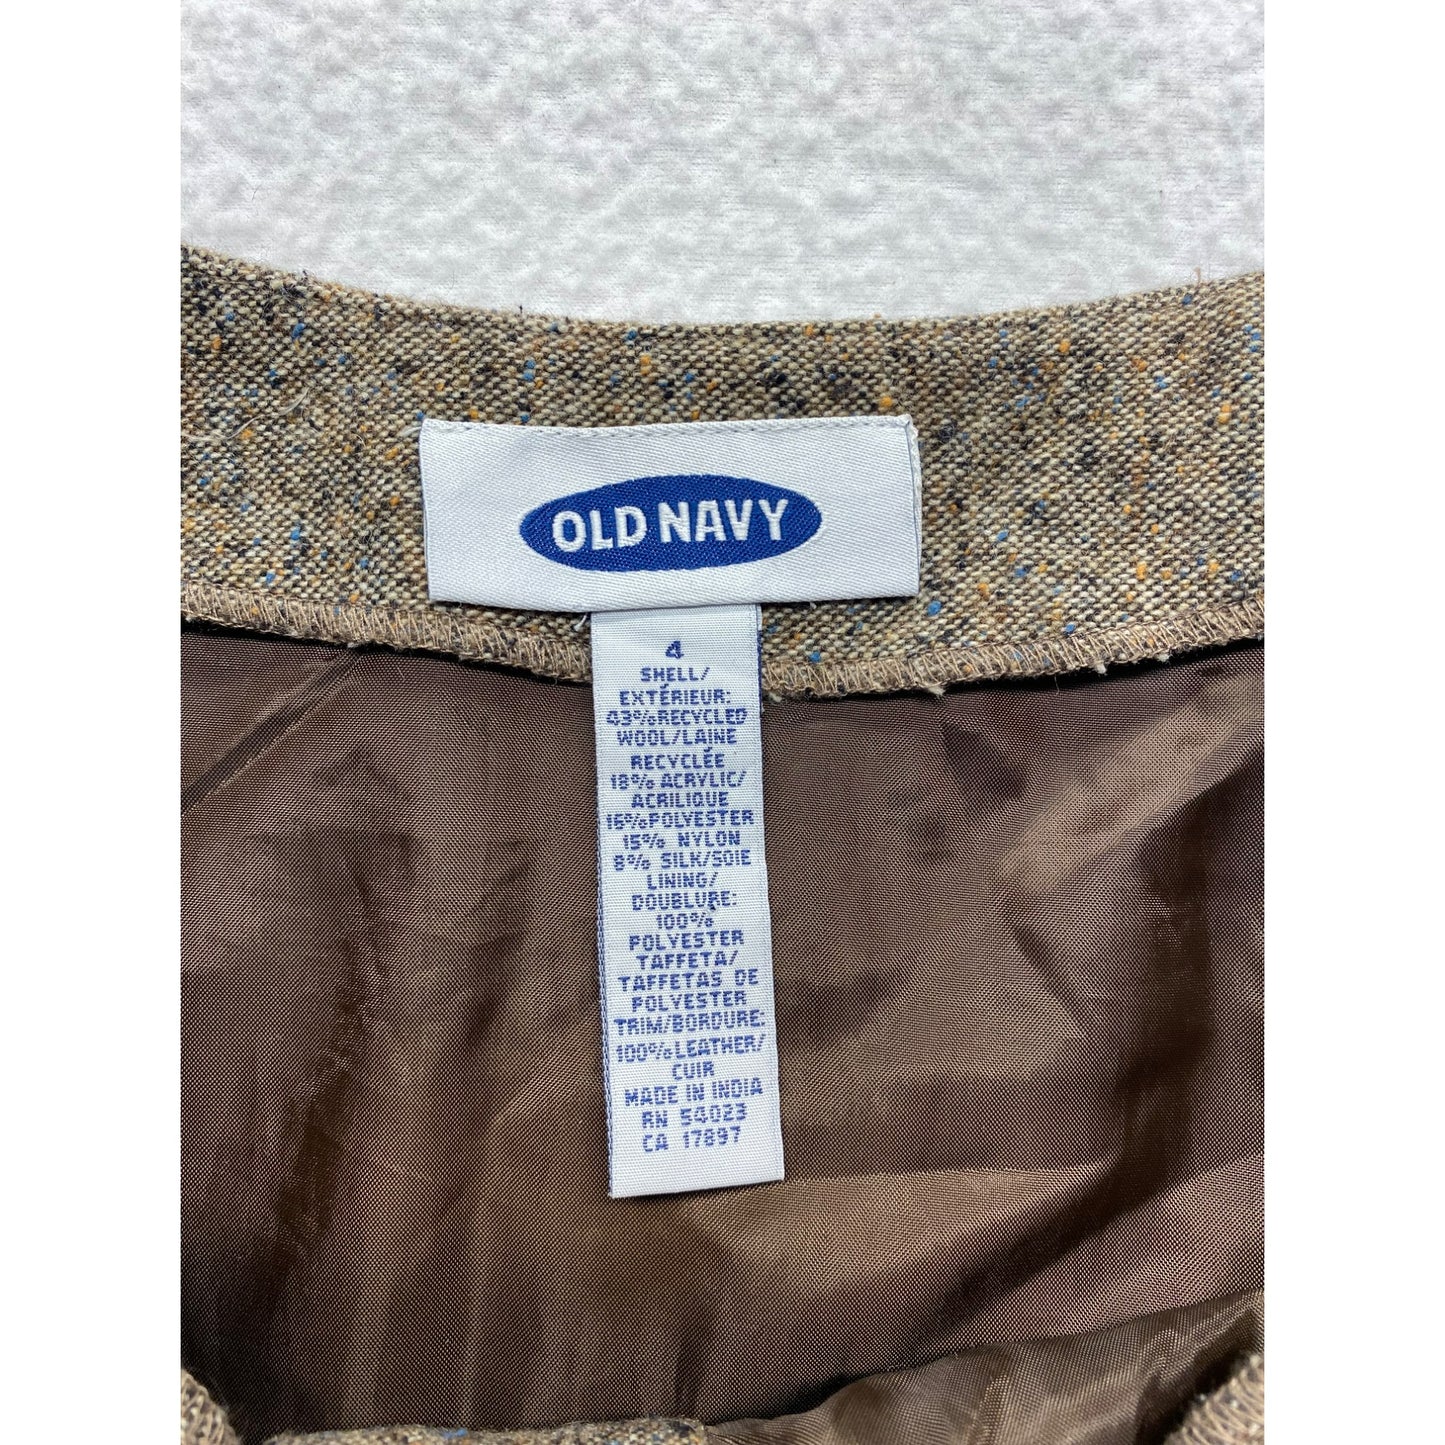 OLD NAVY
4
SHELL/
EXTÉRIEUR:
43% RECYCLED
WOOL/LAINE
RECYCLÉE
18% ACRYLIC/
ACRILIQUE
16% POLYESTER
15% NYLON
8% SILK/SOIE
LINING/
DOUBLURE:
100%
POLYESTER
TAFFETA/
TAFFETAS DE
POLYESTER
TRIM/BORDURE:
100% LEATHER/
CUIR
MADE IN INDIA
RN 54023
CA 17897